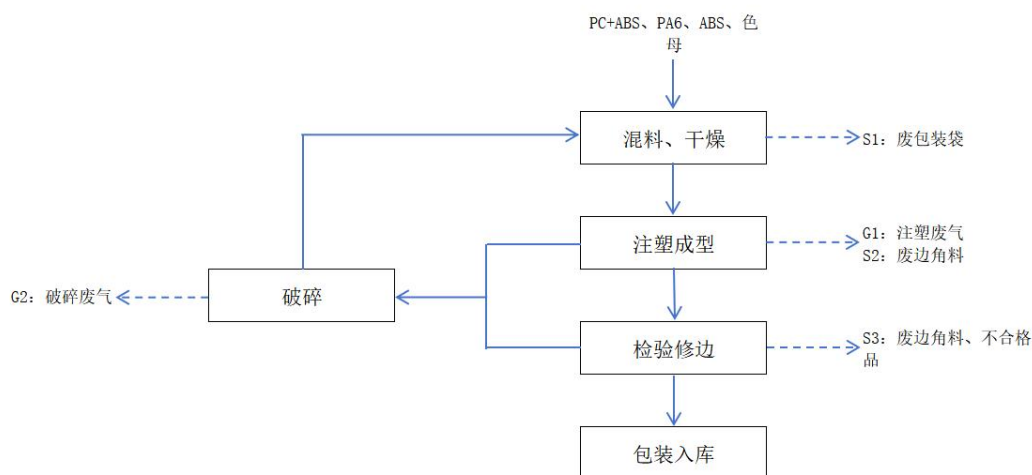 PC+ABS、PA6、ABS、色
母
混料、干燥
S1：废包装袋
注塑成型
G1：注塑废气
S2：废边角料
G2：破碎废气
破碎
检验修边
S3：废边角料、不合格
品
包装入库